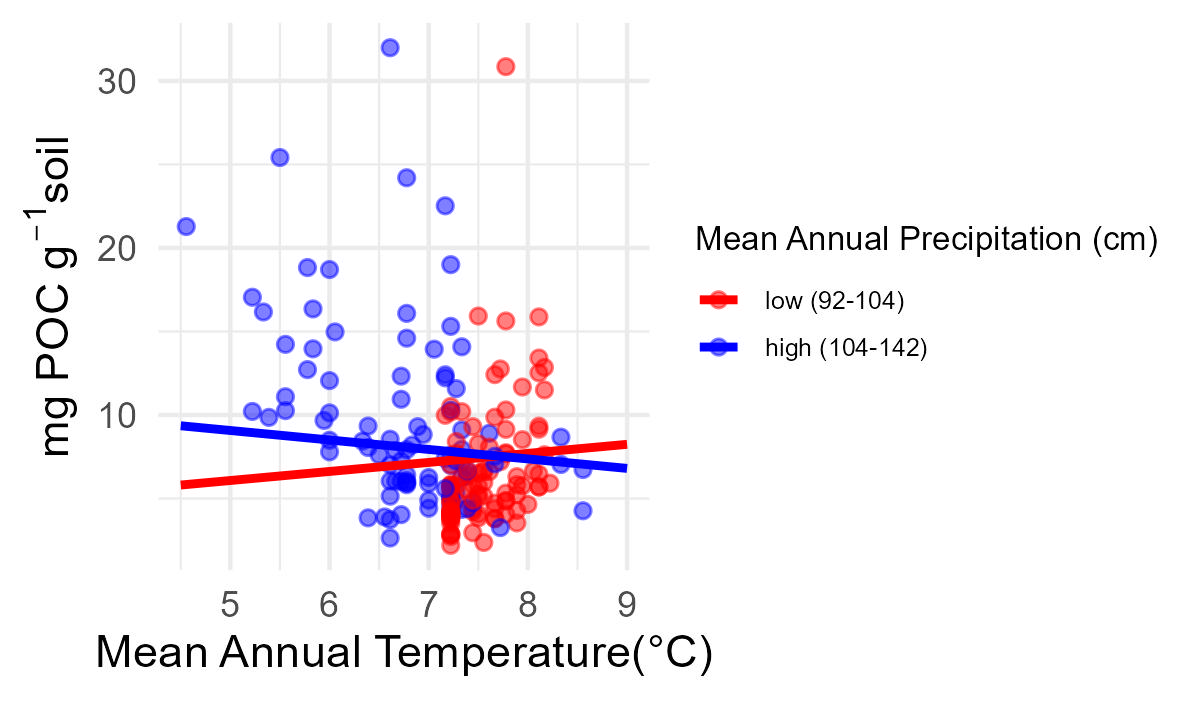 30
20
10
mg POC g⁻¹soil
5 6 7 8 9
Mean Annual Temperature(°C)
Mean Annual Precipitation (cm)
low (92-104)
high (104-142)